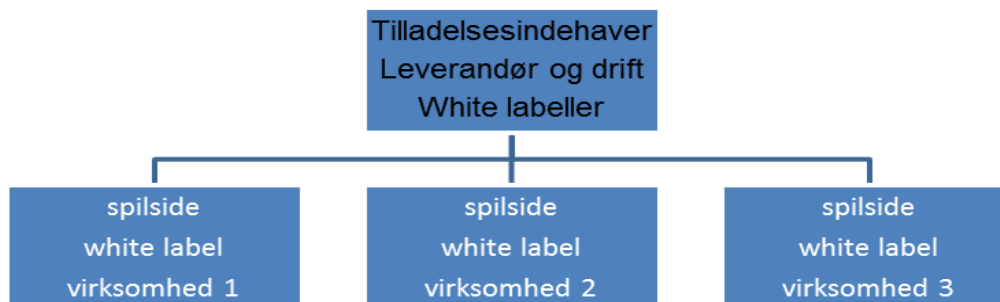 Tilladelsesindehaver
Leverandør og drift
White labeller
spilside
white label
virksomhed 1
spilside
white label
virksomhed 2
spilside
white label
virksomhed 3